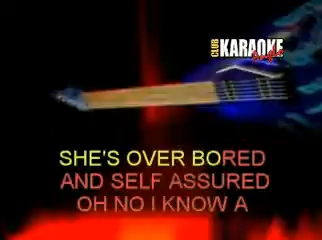 CLUB KARAOKE
SHE'S OVER BORED
AND SELF ASSURED
OH NO I KNOW A